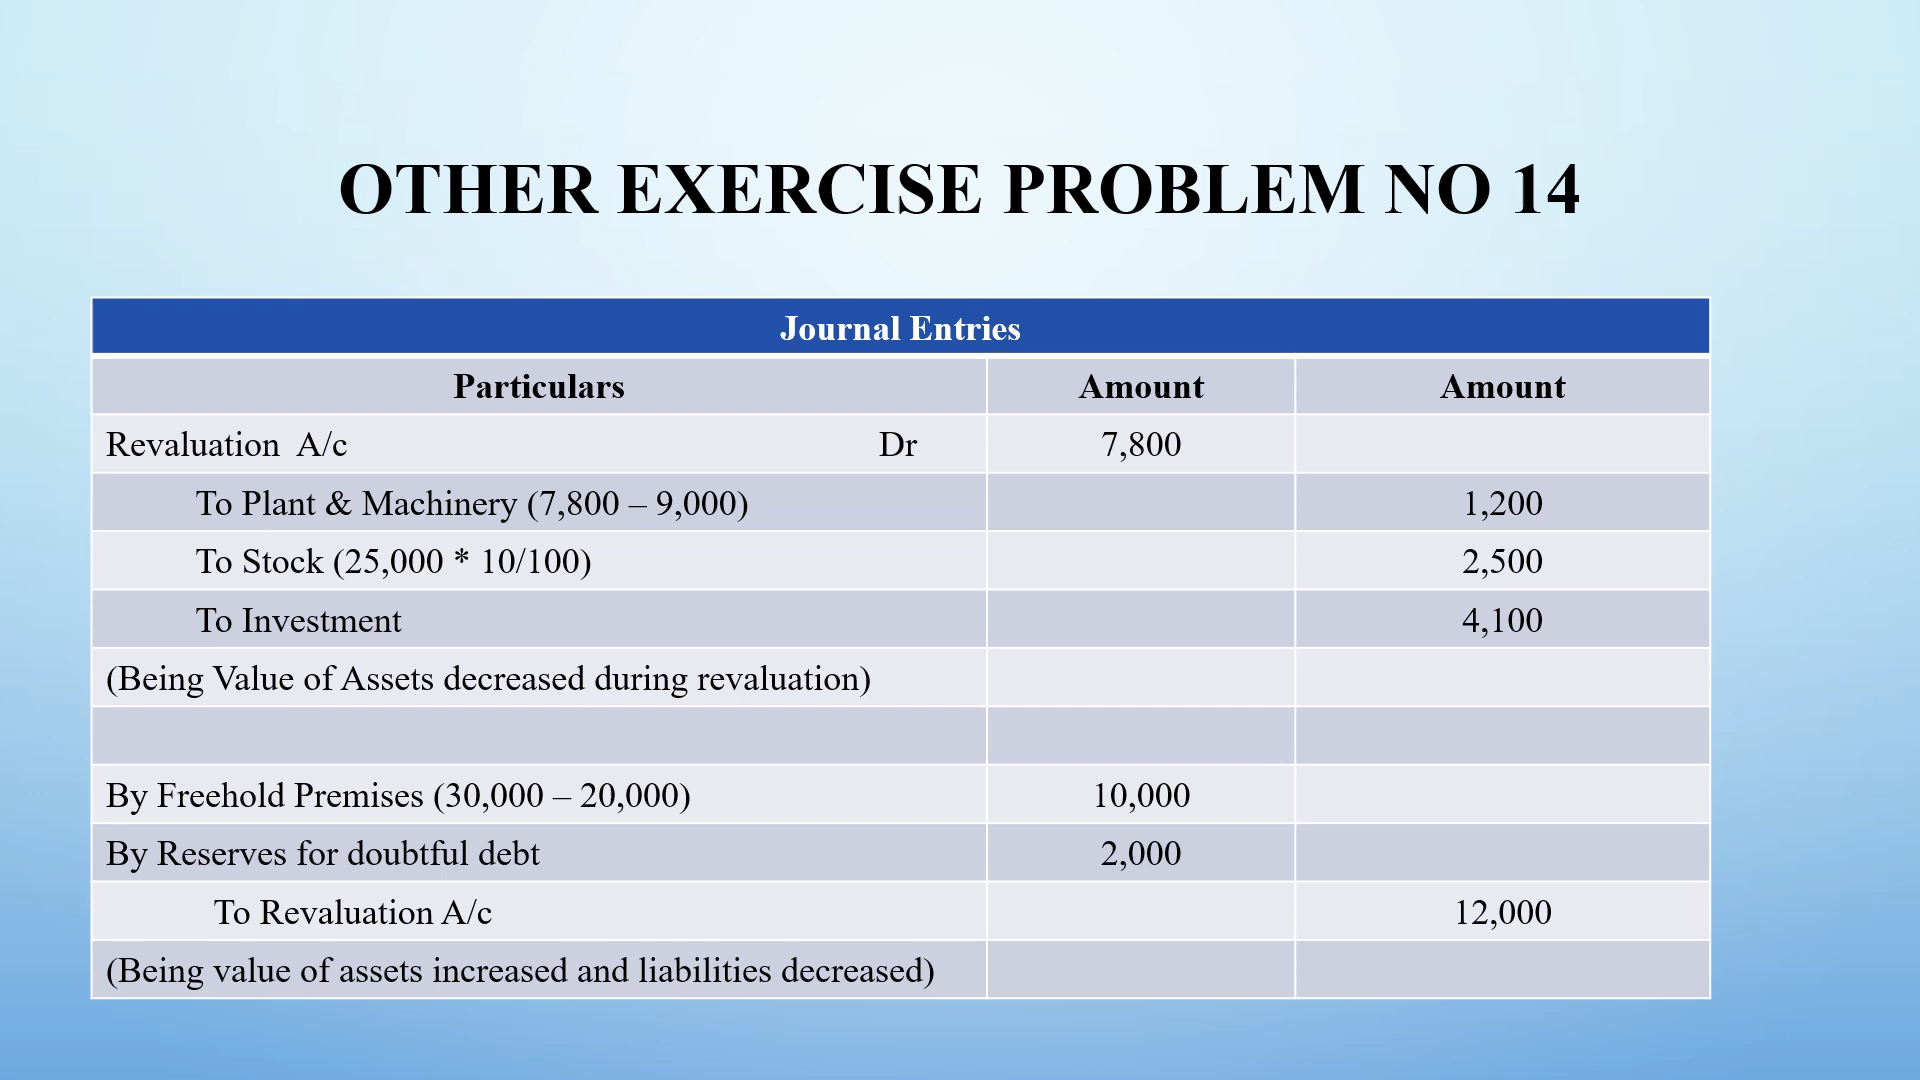 OTHER EXERCISE PROBLEM NO 14
Journal Entries
Particulars Amount Amount
Revaluation A/c Dr 7,800
To Plant & Machinery (7,800 – 9,000) 1,200
To Stock (25,000 * 10/100) 2,500
To Investment 4,100
(Being Value of Assets decreased during revaluation)
By Freehold Premises (30,000 – 20,000) 10,000
By Reserves for doubtful debt 2,000
To Revaluation A/c 12,000
(Being value of assets increased and liabilities decreased)